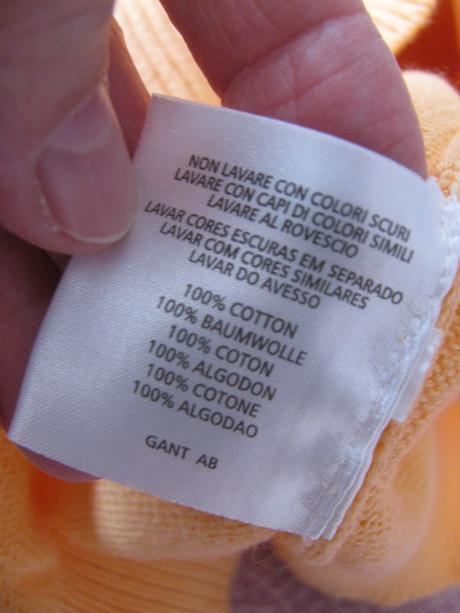 NON LAVARE CON COLORI SCURI
LAVARE CON CAPI DI COLORI SIMILI
LAVARE AL ROVESCIO
LAVAR CORES ESCURAS EM SEPARADO
LAVAR COM CORES SIMILARES
LAVAR DO AVESSO
100% COTTON
100% BAUMWOLLE
100% COTON
100% ALGODON
100% COTONE
100% ALGODAO
GANT AB